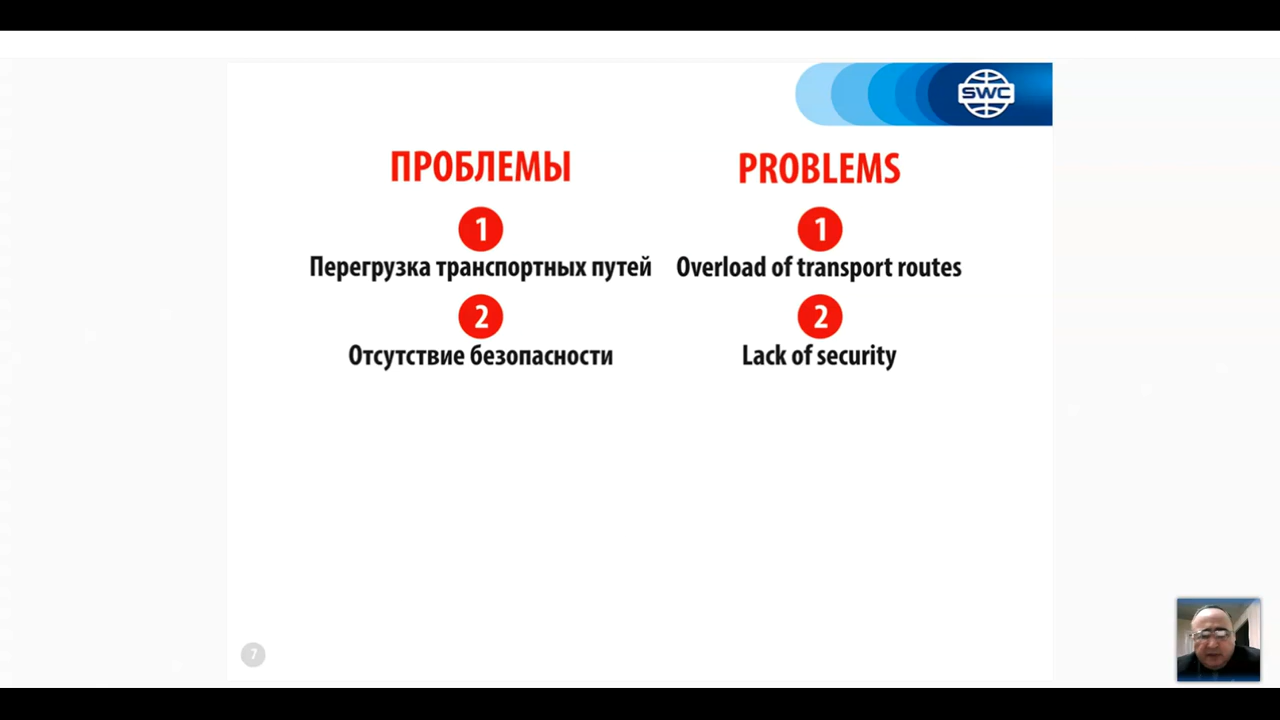 SWC
ПРОБЛЕМЫ
1
Перегрузка транспортных путей
2
Отсутствие безопасности
PROBLEMS
1
Overload of transport routes
2
Lack of security
7